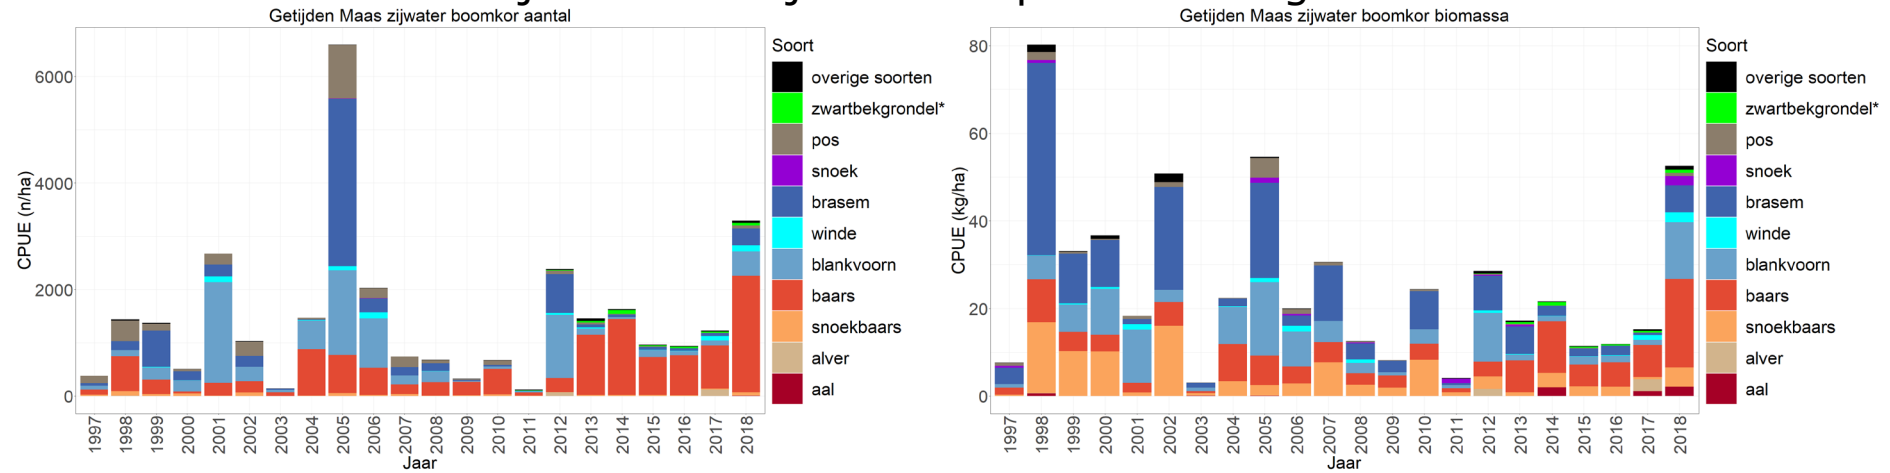 Getijden Maas zijwater boomkor aantal
CPUE (n/ha)
6000
4000
2000
0
1997 1998 1999 2000 2001 2002 2003 2004 2005 2006 2007 2008 2009 2010 2011 2012 2013 2014 2015 2016 2017 2018
Jaar
Soort
overige soorten
zwartbekgrondel*
pos
snoek
brasem
winde
blankvoorn
baars
snoekbaars
alver
aal
Getijden Maas zijwater boomkor biomassa
CPUE (kg/ha)
80
60
40
20
0
1997 1998 1999 2000 2001 2002 2003 2004 2005 2006 2007 2008 2009 2010 2011 2012 2013 2014 2015 2016 2017 2018
Jaar
Soort
overige soorten
zwartbekgrondel*
pos
snoek
brasem
winde
blankvoorn
baars
snoekbaars
alver
aal